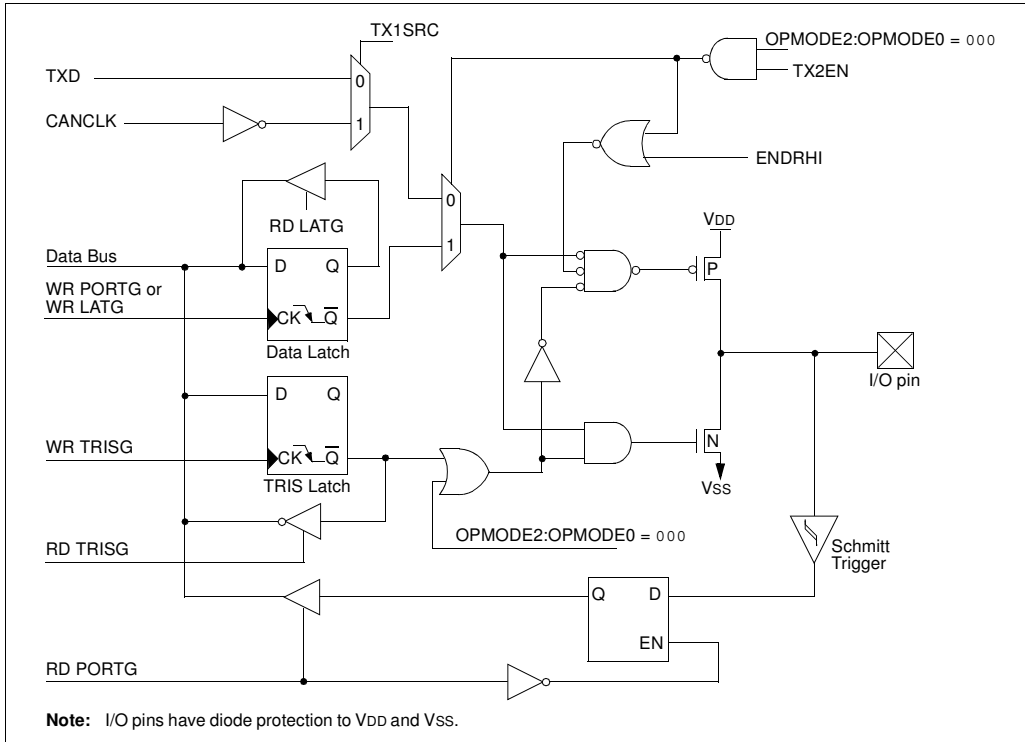 TX1SRC
OPMODE2:OPMODE0 = 000
TXD
0
TX2EN
CANCLK
1
ENDRHI
0
RD LATG
VDD
1
Data Bus
D
Q
P
WR PORTG or
WR LATG
CK
Q
Data Latch
I/O pin
D
Q
WR TRISG
CK
Q
N
TRIS Latch
VSS
OPMODE2:OPMODE0 = 000
RD TRISG
Schmitt
Trigger
Q
D
EN
RD PORTG
Note: I/O pins have diode protection to VDD and VSS.